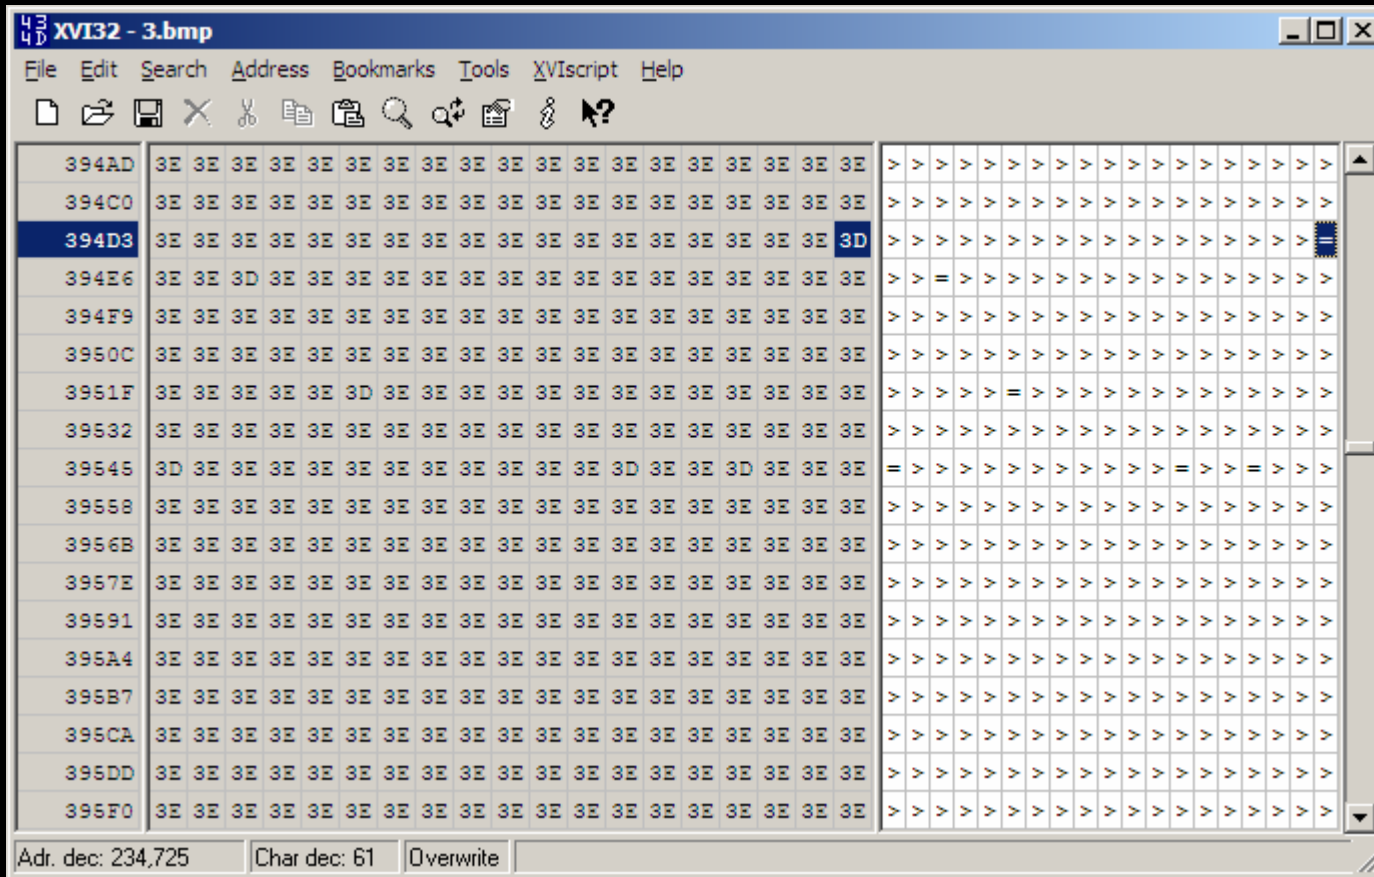 XVI32 - 3.bmp
File Edit Search Address Bookmarks Tools XVIscript Help
394AD 3E 3E 3E 3E 3E 3E 3E 3E 3E 3E 3E 3E 3E 3E 3E 3E 3E 3E 3E > > > > > > > > > > > > > > > > > > >
394C0 3E 3E 3E 3E 3E 3E 3E 3E 3E 3E 3E 3E 3E 3E 3E 3E 3E 3E 3E > > > > > > > > > > > > > > > > > > >
394D3 3E 3E 3E 3E 3E 3E 3E 3E 3E 3E 3E 3E 3E 3E 3E 3E 3E 3E 3D > > > > > > > > > > > > > > > > > > =
394E6 3E 3E 3D 3E 3E 3E 3E 3E 3E 3E 3E 3E 3E 3E 3E 3E 3E 3E 3E > > = > > > > > > > > > > > > > > > >
394F9 3E 3E 3E 3E 3E 3E 3E 3E 3E 3E 3E 3E 3E 3E 3E 3E 3E 3E 3E > > > > > > > > > > > > > > > > > > >
3950C 3E 3E 3E 3E 3E 3E 3E 3E 3E 3E 3E 3E 3E 3E 3E 3E 3E 3E 3E > > > > > > > > > > > > > > > > > > >
3951F 3E 3E 3E 3E 3E 3D 3E 3E 3E 3E 3E 3E 3E 3E 3E 3E 3E 3E 3E > > > > > = > > > > > > > > > > > > >
39532 3E 3E 3E 3E 3E 3E 3E 3E 3E 3E 3E 3E 3E 3E 3E 3E 3E 3E 3E > > > > > > > > > > > > > > > > > > >
39545 3D 3E 3E 3E 3E 3E 3E 3E 3E 3E 3E 3E 3D 3E 3E 3D 3E 3E 3E = > > > > > > > > > > > = > > = > > >
39558 3E 3E 3E 3E 3E 3E 3E 3E 3E 3E 3E 3E 3E 3E 3E 3E 3E 3E 3E > > > > > > > > > > > > > > > > > > >
3956B 3E 3E 3E 3E 3E 3E 3E 3E 3E 3E 3E 3E 3E 3E 3E 3E 3E 3E 3E > > > > > > > > > > > > > > > > > > >
3957E 3E 3E 3E 3E 3E 3E 3E 3E 3E 3E 3E 3E 3E 3E 3E 3E 3E 3E 3E > > > > > > > > > > > > > > > > > > >
39591 3E 3E 3E 3E 3E 3E 3E 3E 3E 3E 3E 3E 3E 3E 3E 3E 3E 3E 3E > > > > > > > > > > > > > > > > > > >
395A4 3E 3E 3E 3E 3E 3E 3E 3E 3E 3E 3E 3E 3E 3E 3E 3E 3E 3E 3E > > > > > > > > > > > > > > > > > > >
395B7 3E 3E 3E 3E 3E 3E 3E 3E 3E 3E 3E 3E 3E 3E 3E 3E 3E 3E 3E > > > > > > > > > > > > > > > > > > >
395CA 3E 3E 3E 3E 3E 3E 3E 3E 3E 3E 3E 3E 3E 3E 3E 3E 3E 3E 3E > > > > > > > > > > > > > > > > > > >
395DD 3E 3E 3E 3E 3E 3E 3E 3E 3E 3E 3E 3E 3E 3E 3E 3E 3E 3E 3E > > > > > > > > > > > > > > > > > > >
395F0 3E 3E 3E 3E 3E 3E 3E 3E 3E 3E 3E 3E 3E 3E 3E 3E 3E 3E 3E > > > > > > > > > > > > > > > > > > >
Adr. dec: 234,725 Char dec: 61 Overwrite